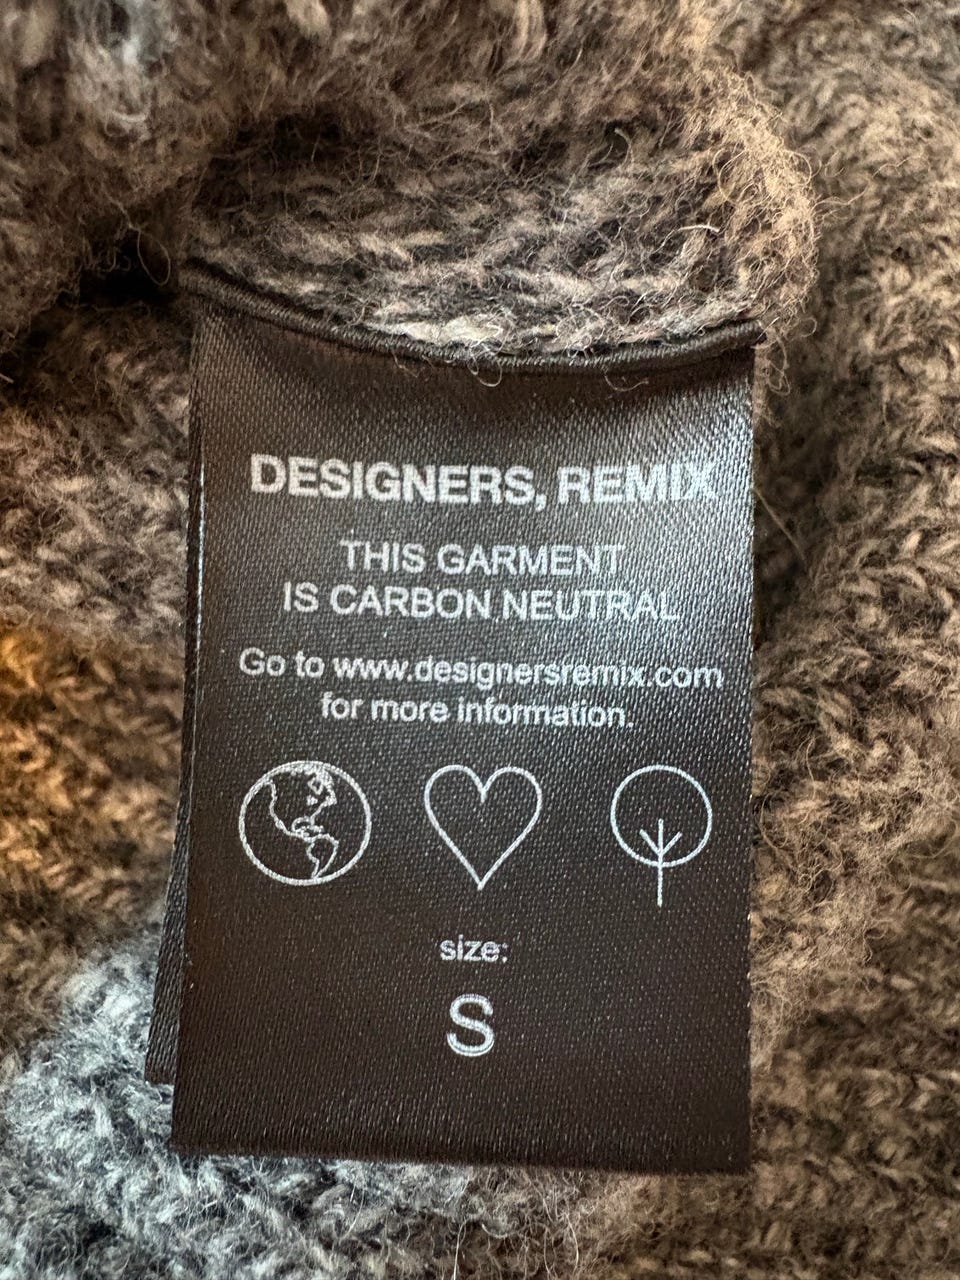 DESIGNERS, REMIX
THIS GARMENT
IS CARBON NEUTRAL
Go to www.designersremix.com
for more information.
size:
S